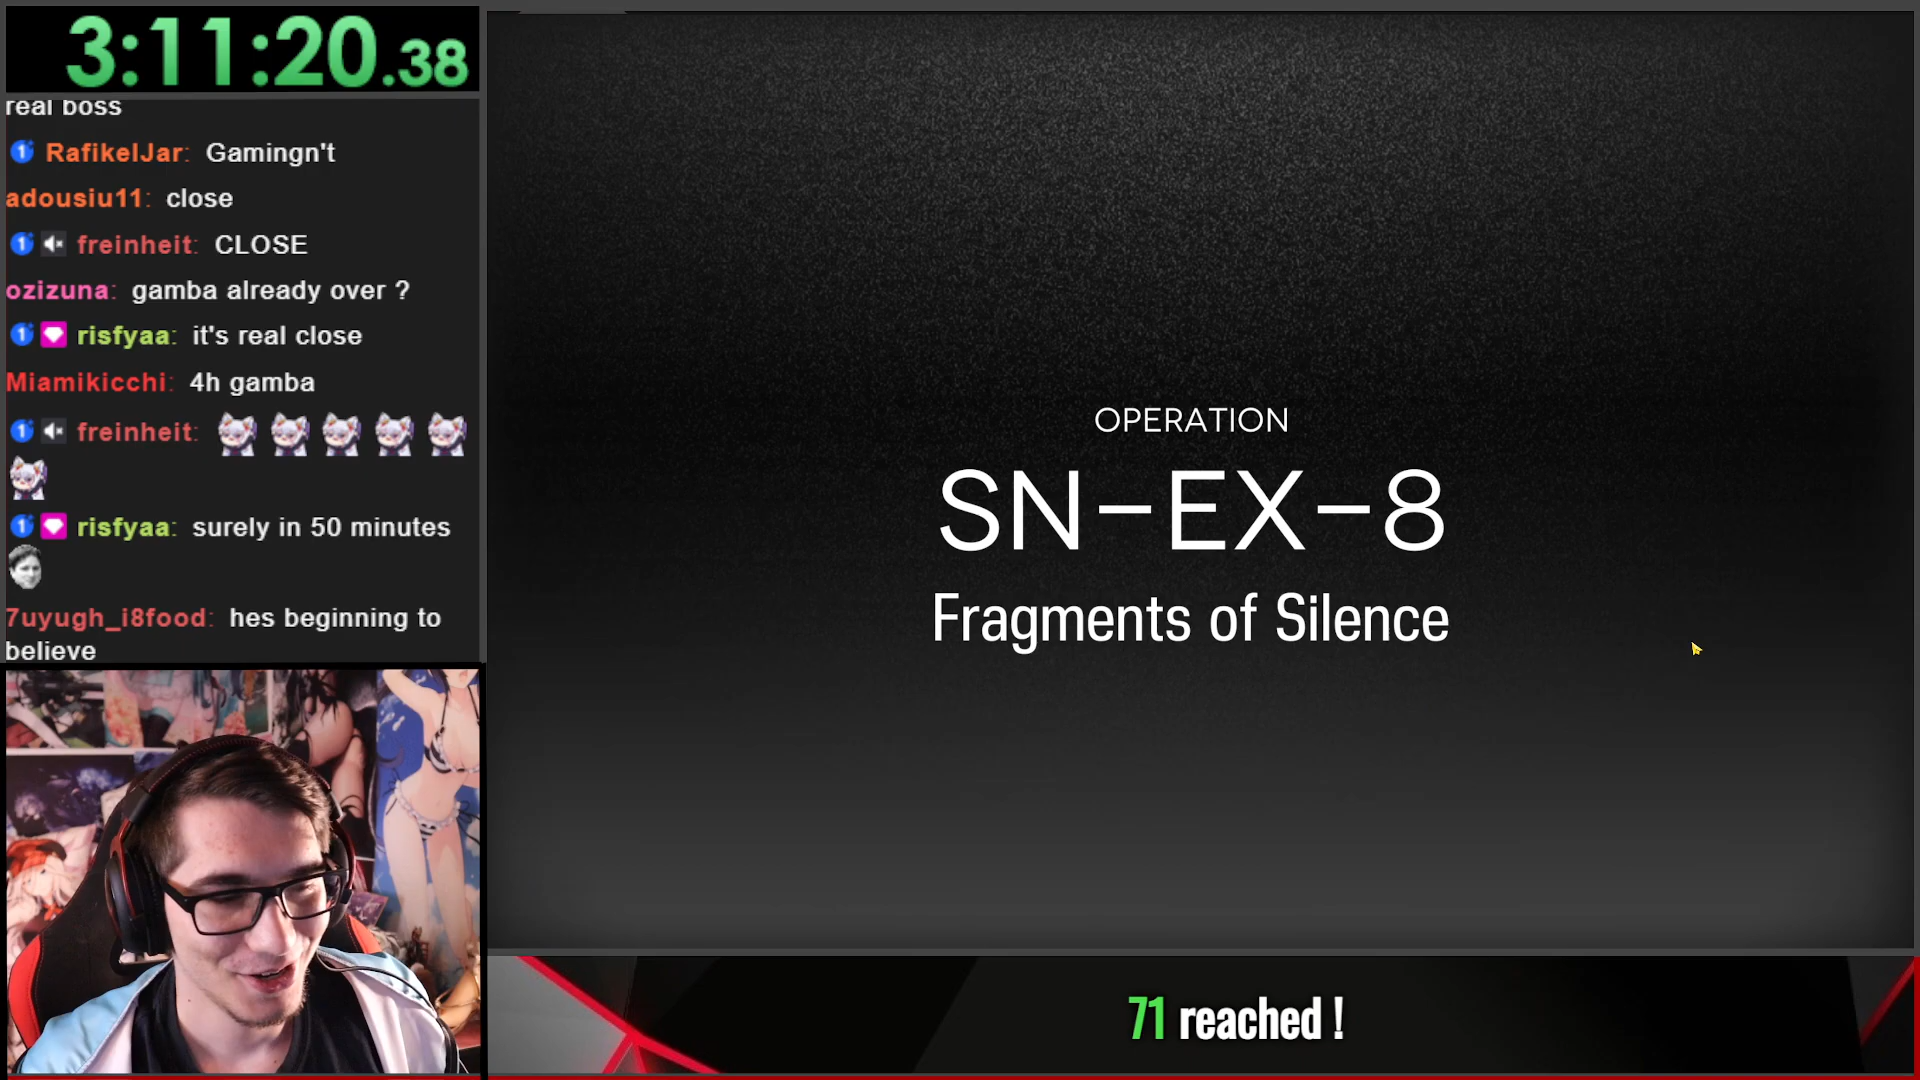 3:11:20.38
real boss
RafikelJar: Gamingn't
adousiu11: close
freinheit: CLOSE
ozizuna: gamba already over ?
risfyaa: it's real close
Miamikicchi: 4h gamba
freinheit:
risfyaa: surely in 50 minutes
7uyugh_i8food: hes beginning to
believe
OPERATION
SN-EX-8
Fragments of Silence
71 reached !